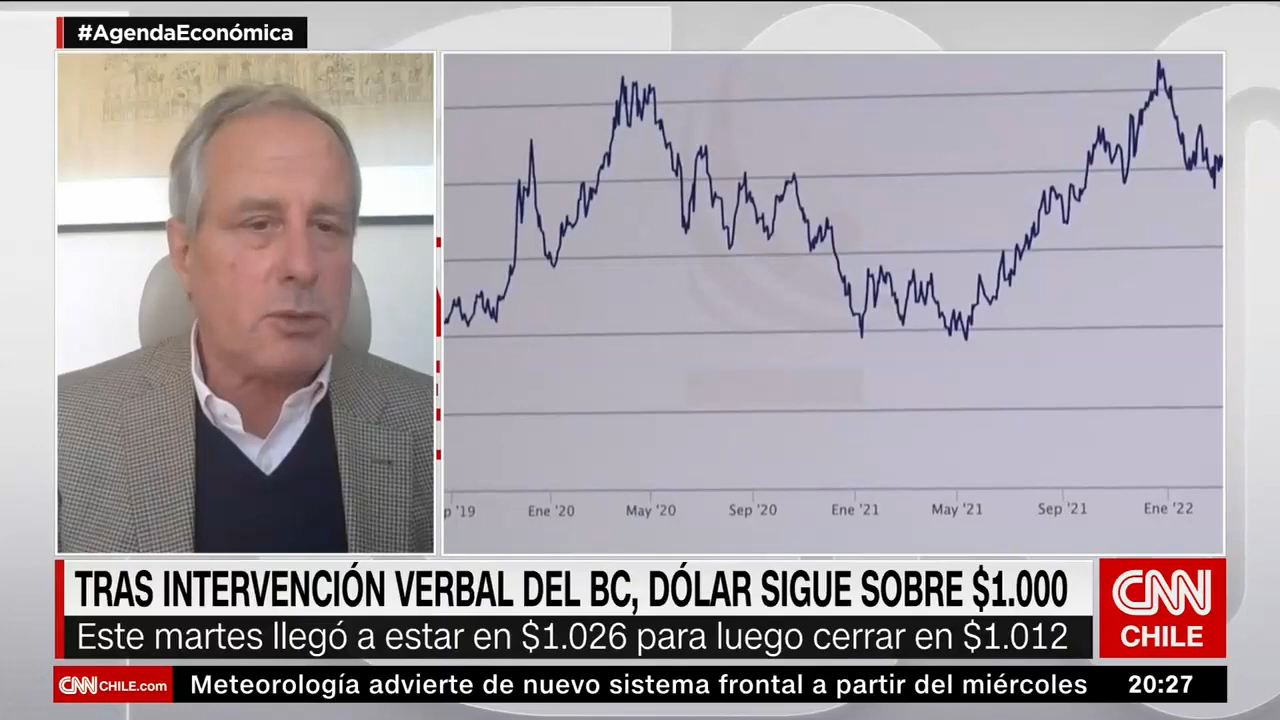 #AgendaEconómica
p '19
Ene '20
May '20
Sep '20
Ene '21
May '21
Sep '21
Ene '22
TRAS INTERVENCIÓN VERBAL DEL BC, DÓLAR SIGUE SOBRE $1.000
Este martes llegó a estar en $1.026 para luego cerrar en $1.012
CNN
CHILE
CNNCHILE.com
Meteorología advierte de nuevo sistema frontal a partir del miércoles
20:27